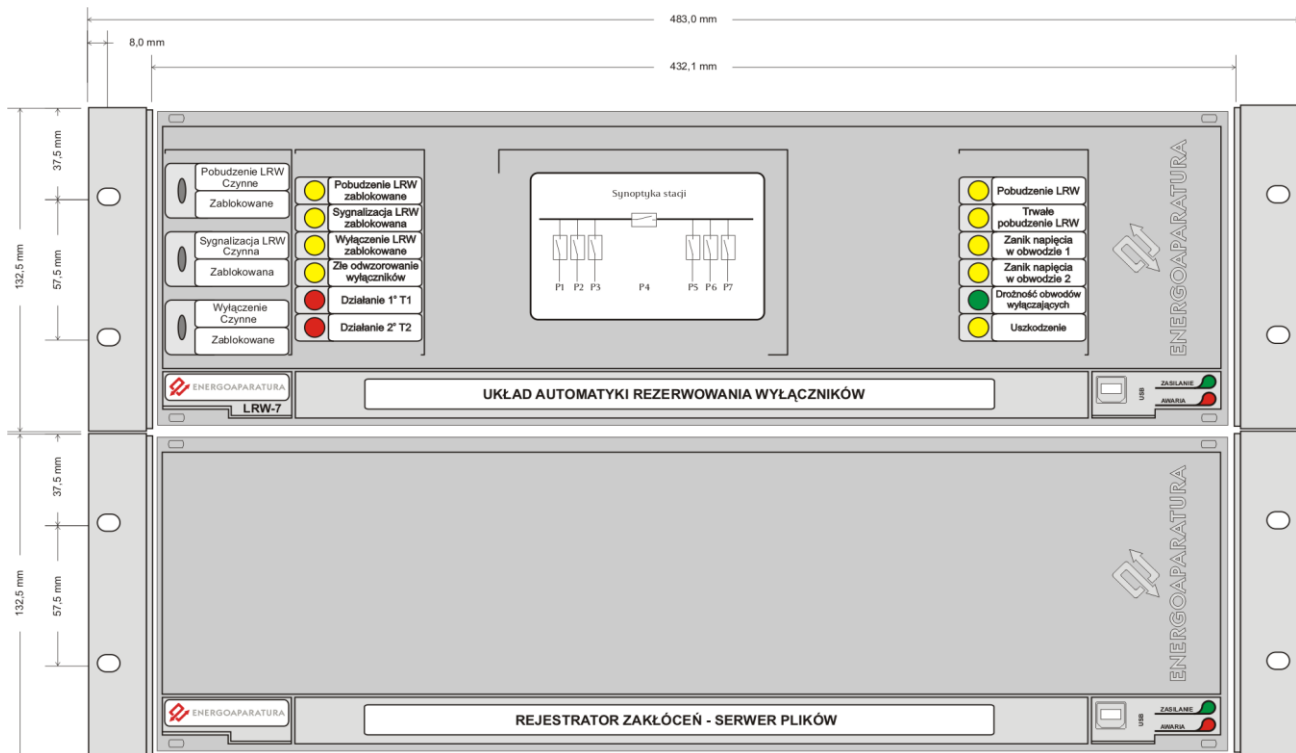 483,0 mm
8,0 mm
432,1 mm
132,5 mm
37,5 mm
57,5 mm
Pobudzenie LRW
Czynne
Zablokowane
Sygnalizacja LRW
Czynna
Zablokowana
Wyłączenie
Czynne
Zablokowane
Pobudzenie LRW
zablokowane
Sygnalizacja LRW
zablokowana
Wyłączenie LRW
zablokowane
Złe odwzorowanie
wyłączników
Działanie 1° T1
Działanie 2° T2
Synoptyka stacji
P1 P2 P3 P4 P5 P6 P7
Pobudzenie LRW
Trwałe
pobudzenie LRW
Zanik napięcia
w obwodzie 1
Zanik napięcia
w obwodzie 2
Drożność obwodów
wyłączających
Uszkodzenie
ENERGOAPARATURA
ENERGOAPARATURA
LRW-7
UKŁAD AUTOMATYKI REZERWOWANIA WYŁĄCZNIKÓW
USB
ZASILANIE
AWARIA
132,5 mm
37,5 mm
57,5 mm
ENERGOAPARATURA
ENERGOAPARATURA
REJESTRATOR ZAKŁÓCEŃ - SERWER PLIKÓW
USB
ZASILANIE
AWARIA